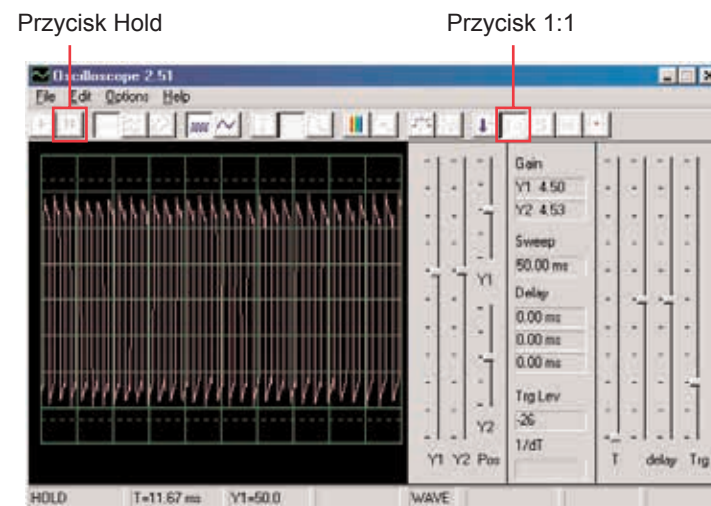 Przycisk Hold
Przycisk 1:1
Oscilloscope 2.51
File Edit Options Help
Gain
Y1 4.50
Y2 4.53
Sweep
50.00 ms
Delay
0.00 ms
0.00 ms
0.00 ms
Trg Lev
-26
1/dT
Y1
Y2
Y1 Y2 Pos
T delay Trg
HOLD T=11.67 ms Y1=50.0 WAVE